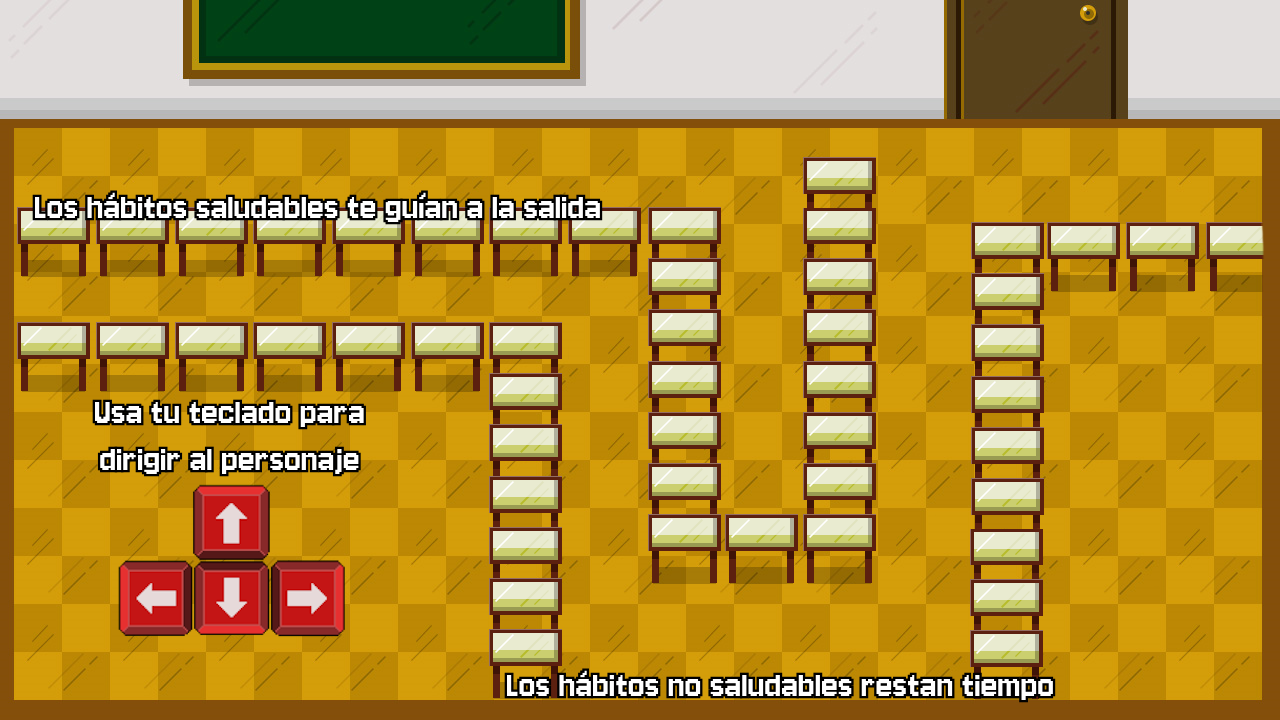 Los hábitos saludables te guían a la salida
Usa tu teclado para
dirigir al personaje
Los hábitos no saludables restan tiempo